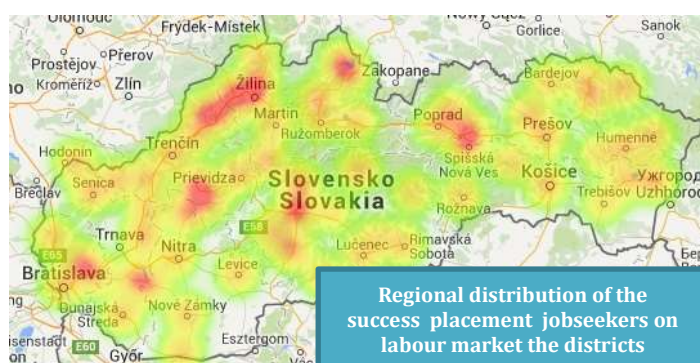 Olomouc
Frýdek-Místek
Nowy Sącz
Gorlice
Sanok
Prostějov
Přerov
Kroměříž
Zlín
Žilina
Zakopane
Bardejov
Martin
Ružomberok
Poprad
Prešov
Humenné
Hodonín
Trenčín
Spišská
Nová Ves
Břeclav
Senica
Prievidza
Slovensko
Slovakia
Košice
Ужгород
Uzhhorod
Trebišov
Rožňava
E58
Trnava
Nitra
Lučenec
Rimavská
Sobota
E65
Bratislava
Levice
Dunajská
Streda
Nové Zámky
E60
Győr
Esztergom
Regional distribution of the
success placement jobseekers on
labour market the districts